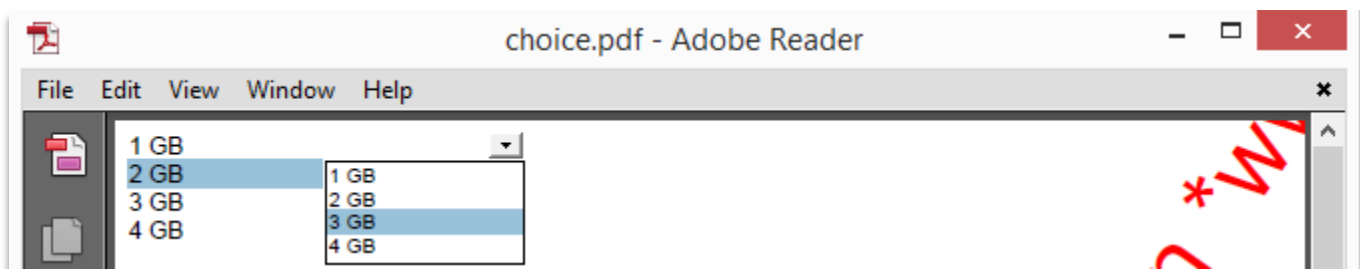 choice.pdf - Adobe Reader
File Edit View Window Help
1 GB
2 GB
3 GB
4 GB
1 GB
2 GB
3 GB
4 GB